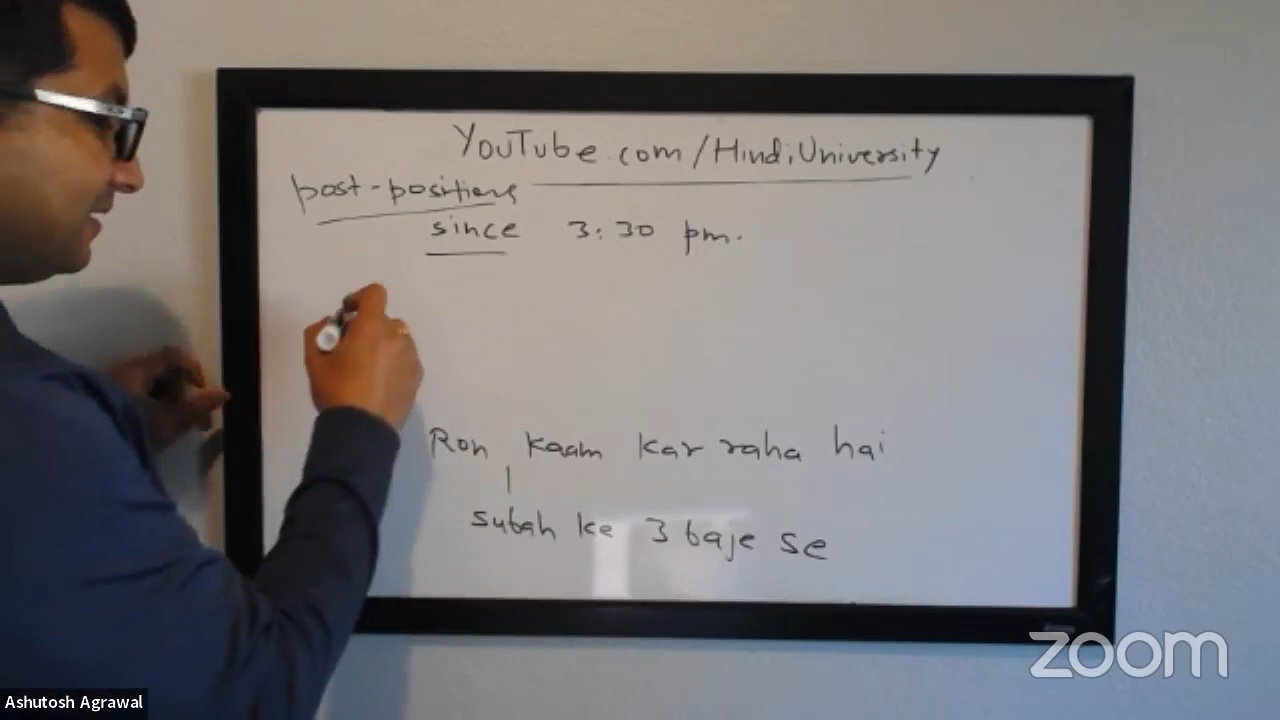 YouTube.com/HindiUniversity
post-positions
since 3:30 pm.
Ron kaam kar raha hai
subah ke 3 baje se
zoom
Ashutosh Agrawal